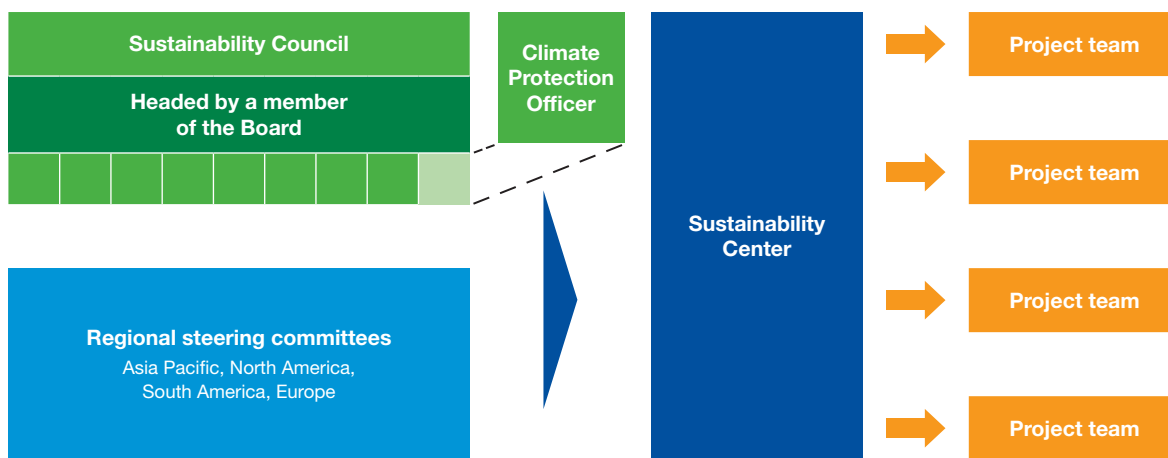 Sustainability Council
Headed by a member
of the Board
Climate
Protection
Officer
Regional steering committees
Asia Pacific, North America,
South America, Europe
Sustainability
Center
Project team
Project team
Project team
Project team